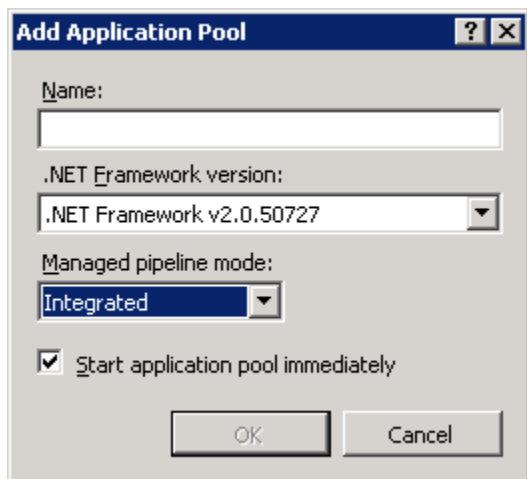 Add Application Pool
Name:
.NET Framework version:
.NET Framework v2.0.50727
Managed pipeline mode:
Integrated
Start application pool immediately
OK
Cancel